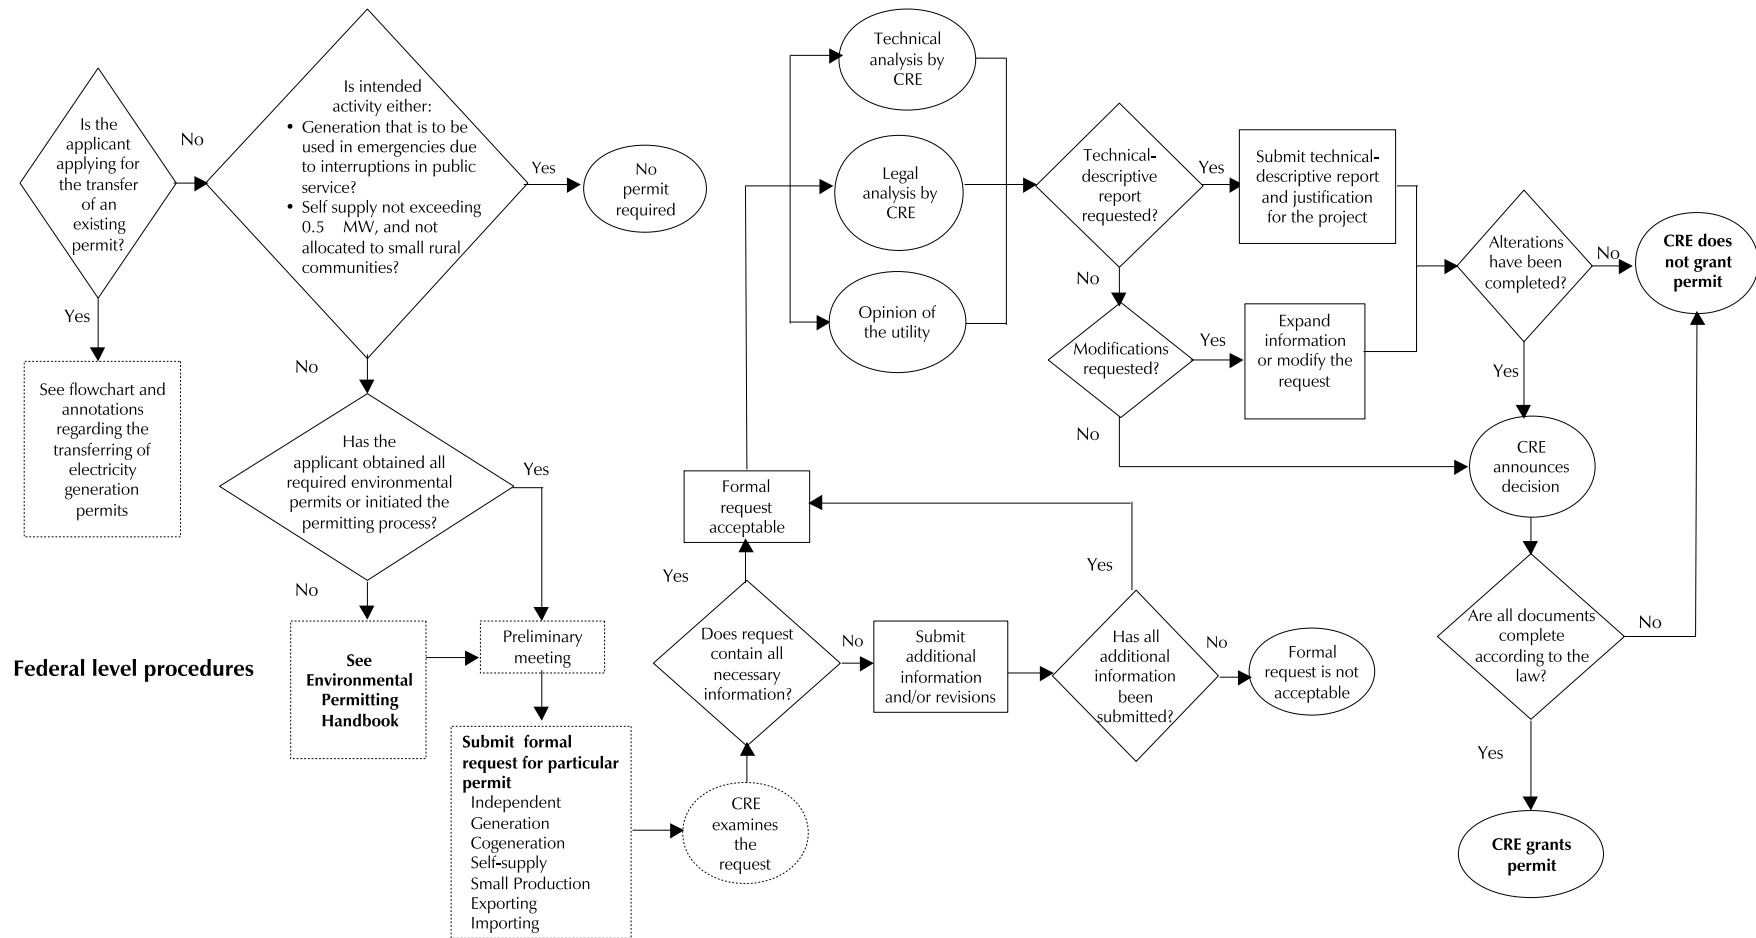 Is the
applicant
applying for
the transfer
of an
existing
permit?
No
Yes
See flowchart and
annotations
regarding the
transferring of
electricity
generation
permits
Is intended
activity either:
• Generation that is to be
used in emergencies due
to interruptions in public
service?
• Self supply not exceeding
0.5 MW, and not
allocated to small rural
communities?
Yes
No
permit
required
No
Has the
applicant obtained all
required environmental
permits or initiated the
permitting process?
Yes
No
See
Environmental
Permitting
Handbook
Preliminary
meeting
Federal level procedures
Submit formal
request for particular
permit
Independent
Generation
Cogeneration
Self-supply
Small Production
Exporting
Importing
CRE
examines
the
request
Does request
contain all
necessary
information?
Yes
No
Formal
request
acceptable
Submit
additional
information
and/or revisions
Has all
additional
information
been
submitted?
Yes
No
Formal
request is not
acceptable
Technical
analysis by
CRE
Legal
analysis by
CRE
Opinion of
the utility
Technical-
descriptive
report
requested?
Yes
Submit technical-
descriptive report
and justification
for the project
No
Modifications
requested?
Yes
Expand
information
or modify the
request
No
Alterations
have been
completed?
No
CRE does
not grant
permit
Yes
CRE
announces
decision
Are all documents
complete
according to the
law?
No
Yes
CRE grants
permit